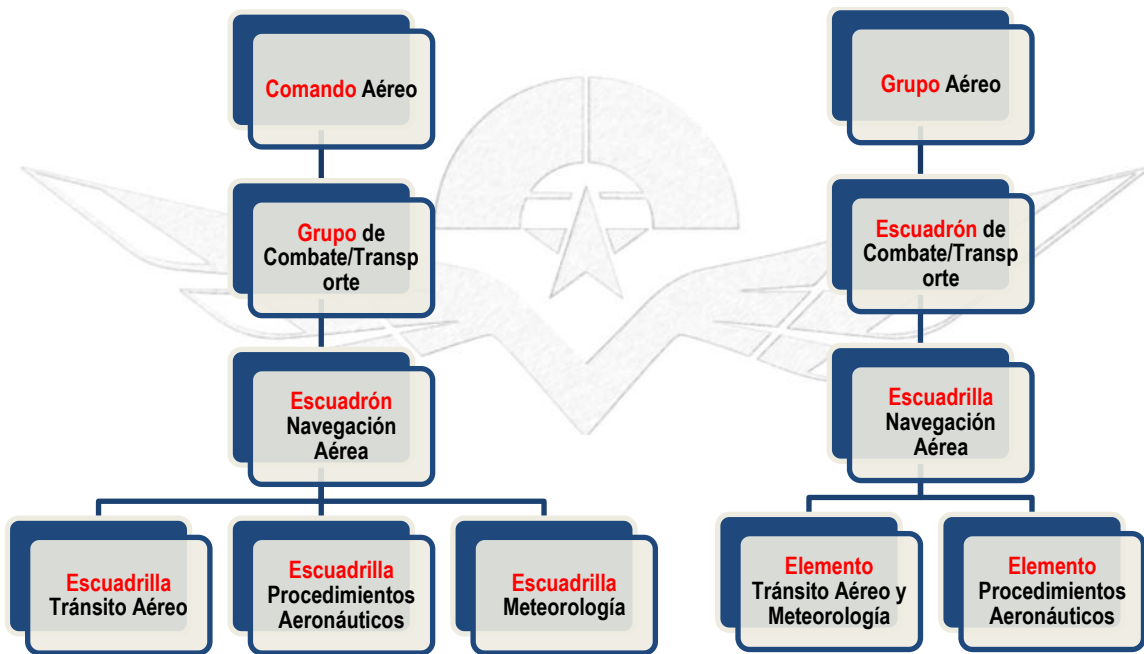 Comando Aéreo
Grupo de
Combate/Transp
orte
Escuadrón
Navegación
Aérea
Escuadrilla
Tránsito Aéreo
Escuadrilla
Procedimientos
Aeronáuticos
Escuadrilla
Meteorología
Grupo Aéreo
Escuadrón de
Combate/Transp
orte
Escuadrilla
Navegación
Aérea
Elemento
Tránsito Aéreo y
Meteorología
Elemento
Procedimientos
Aeronáuticos